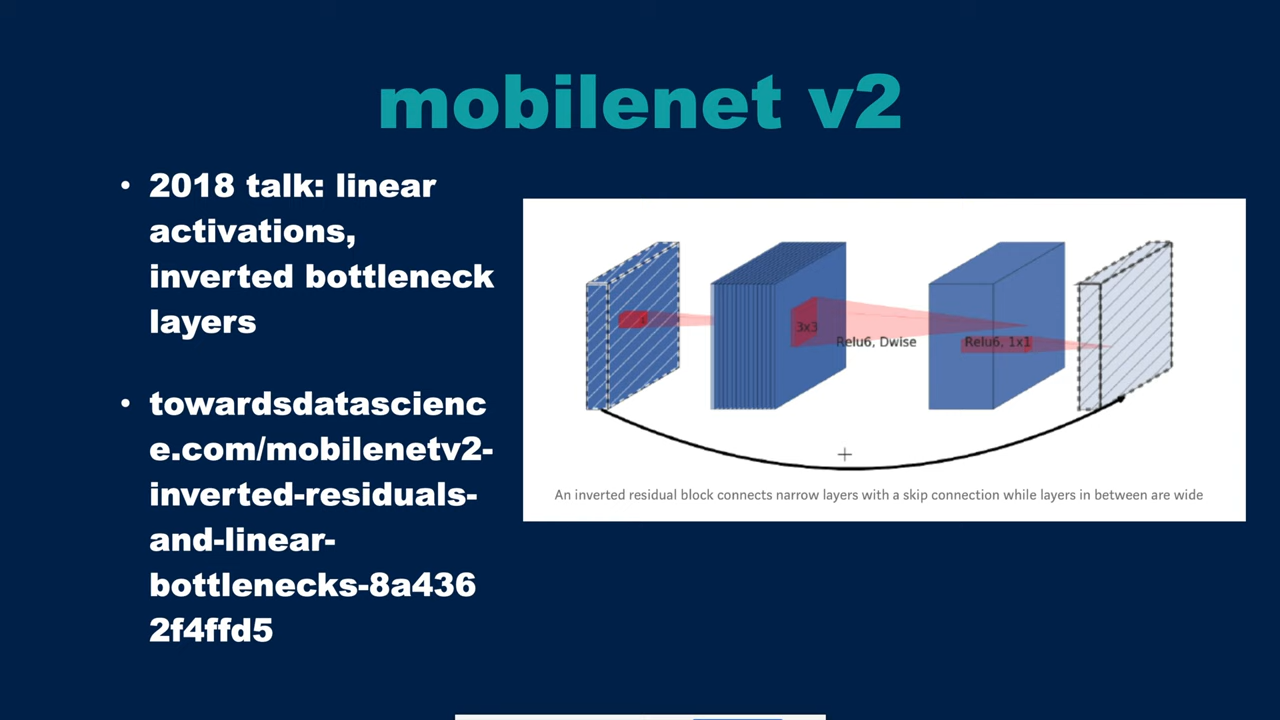 mobilenet v2
• 2018 talk: linear
activations,
inverted bottleneck
layers
• towardsdatascienc
e.com/mobilenetv2-
inverted-residuals-
and-linear-
bottlenecks-8a436
2f4ffd5
3x3
Relu6, Dwise
Relu6, 1x1
+
An inverted residual block connects narrow layers with a skip connection while layers in between are wide